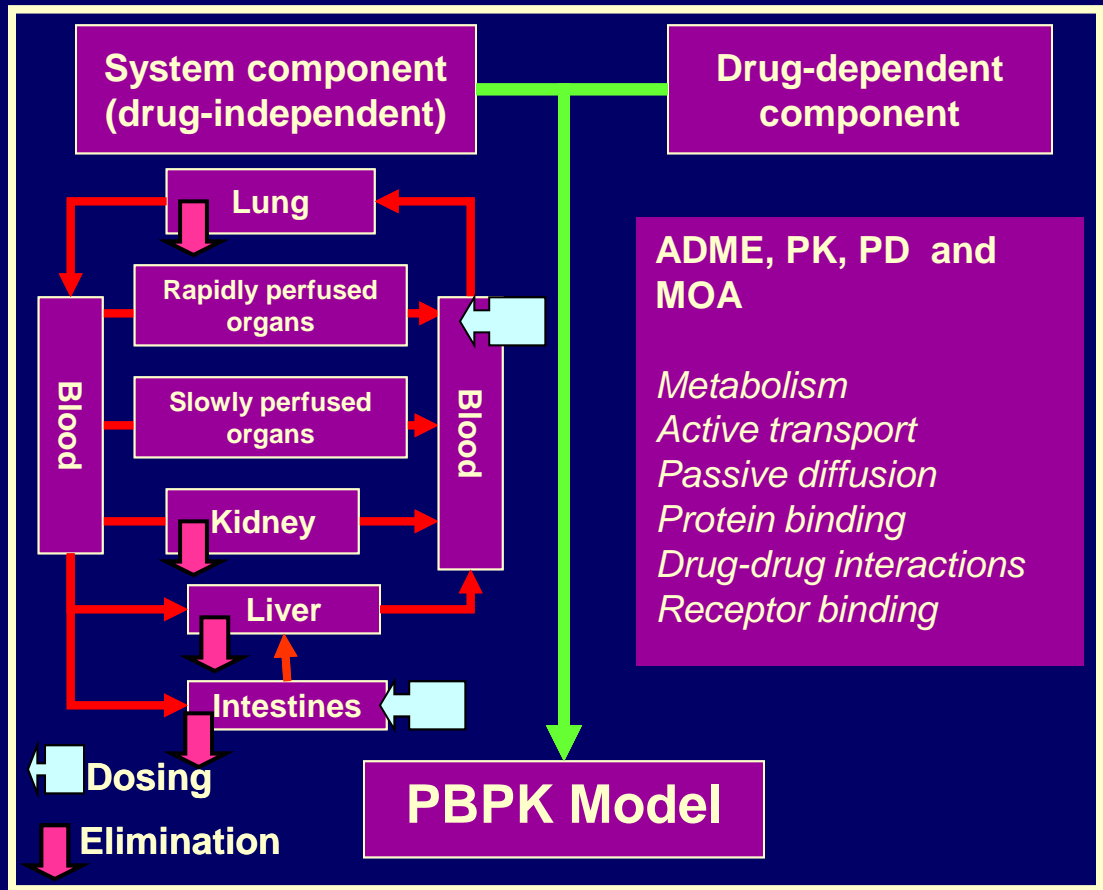 System component
(drug-independent)
Drug-dependent
component
Lung
Rapidly perfused
organs
Blood
Blood
Slowly perfused
organs
Kidney
Liver
Intestines
Dosing
Elimination
ADME, PK, PD and
MOA
Metabolism
Active transport
Passive diffusion
Protein binding
Drug-drug interactions
Receptor binding
PBPK Model